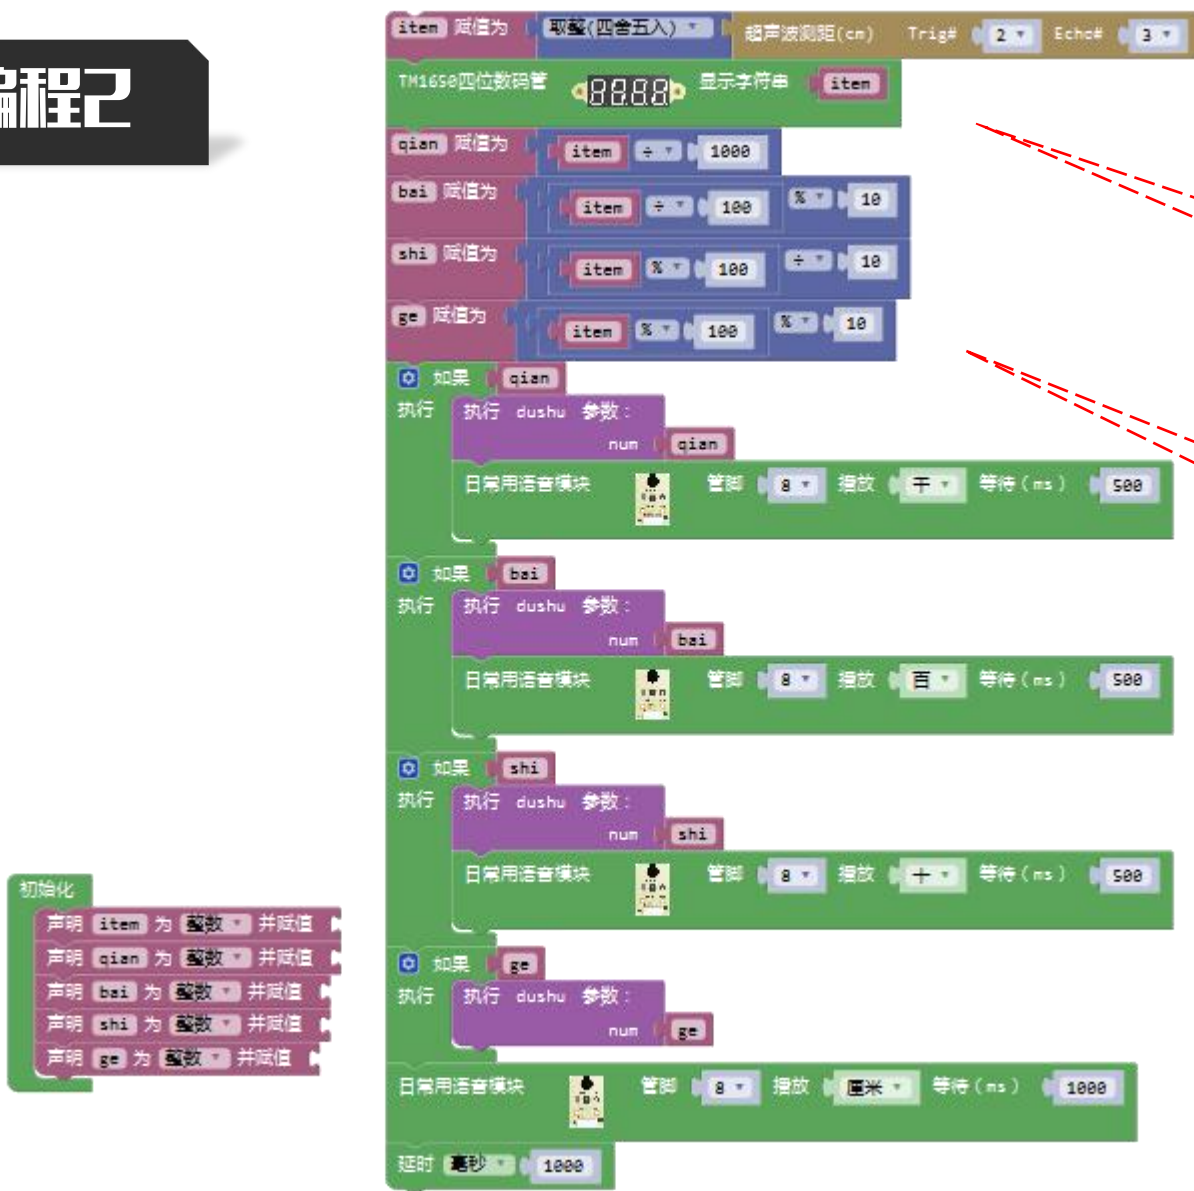 编程2
item 赋值为 取整(四舍五入) 超声波测距(cm) Trig# 2 Echo# 3
TM1650四位数码管 显示字符串 item
qian 赋值为 item ÷ 1000
bai 赋值为 item ÷ 100 % 10
shi 赋值为 item % 100 ÷ 10
ge 赋值为 item % 100 % 10
如果 qian
执行 执行 dushu 参数:
num qian
日常用语音模块 管脚 8 播放 千 等待(ms) 500
如果 bai
执行 执行 dushu 参数:
num bai
日常用语音模块 管脚 8 播放 百 等待(ms) 500
如果 shi
执行 执行 dushu 参数:
num shi
日常用语音模块 管脚 8 播放 十 等待(ms) 500
如果 ge
执行 执行 dushu 参数:
num ge
日常用语音模块 管脚 8 播放 厘米 等待(ms) 1000
延时 毫秒 1000
初始化
声明 item 为 整数 并赋值
声明 qian 为 整数 并赋值
声明 bai 为 整数 并赋值
声明 shi 为 整数 并赋值
声明 ge 为 整数 并赋值